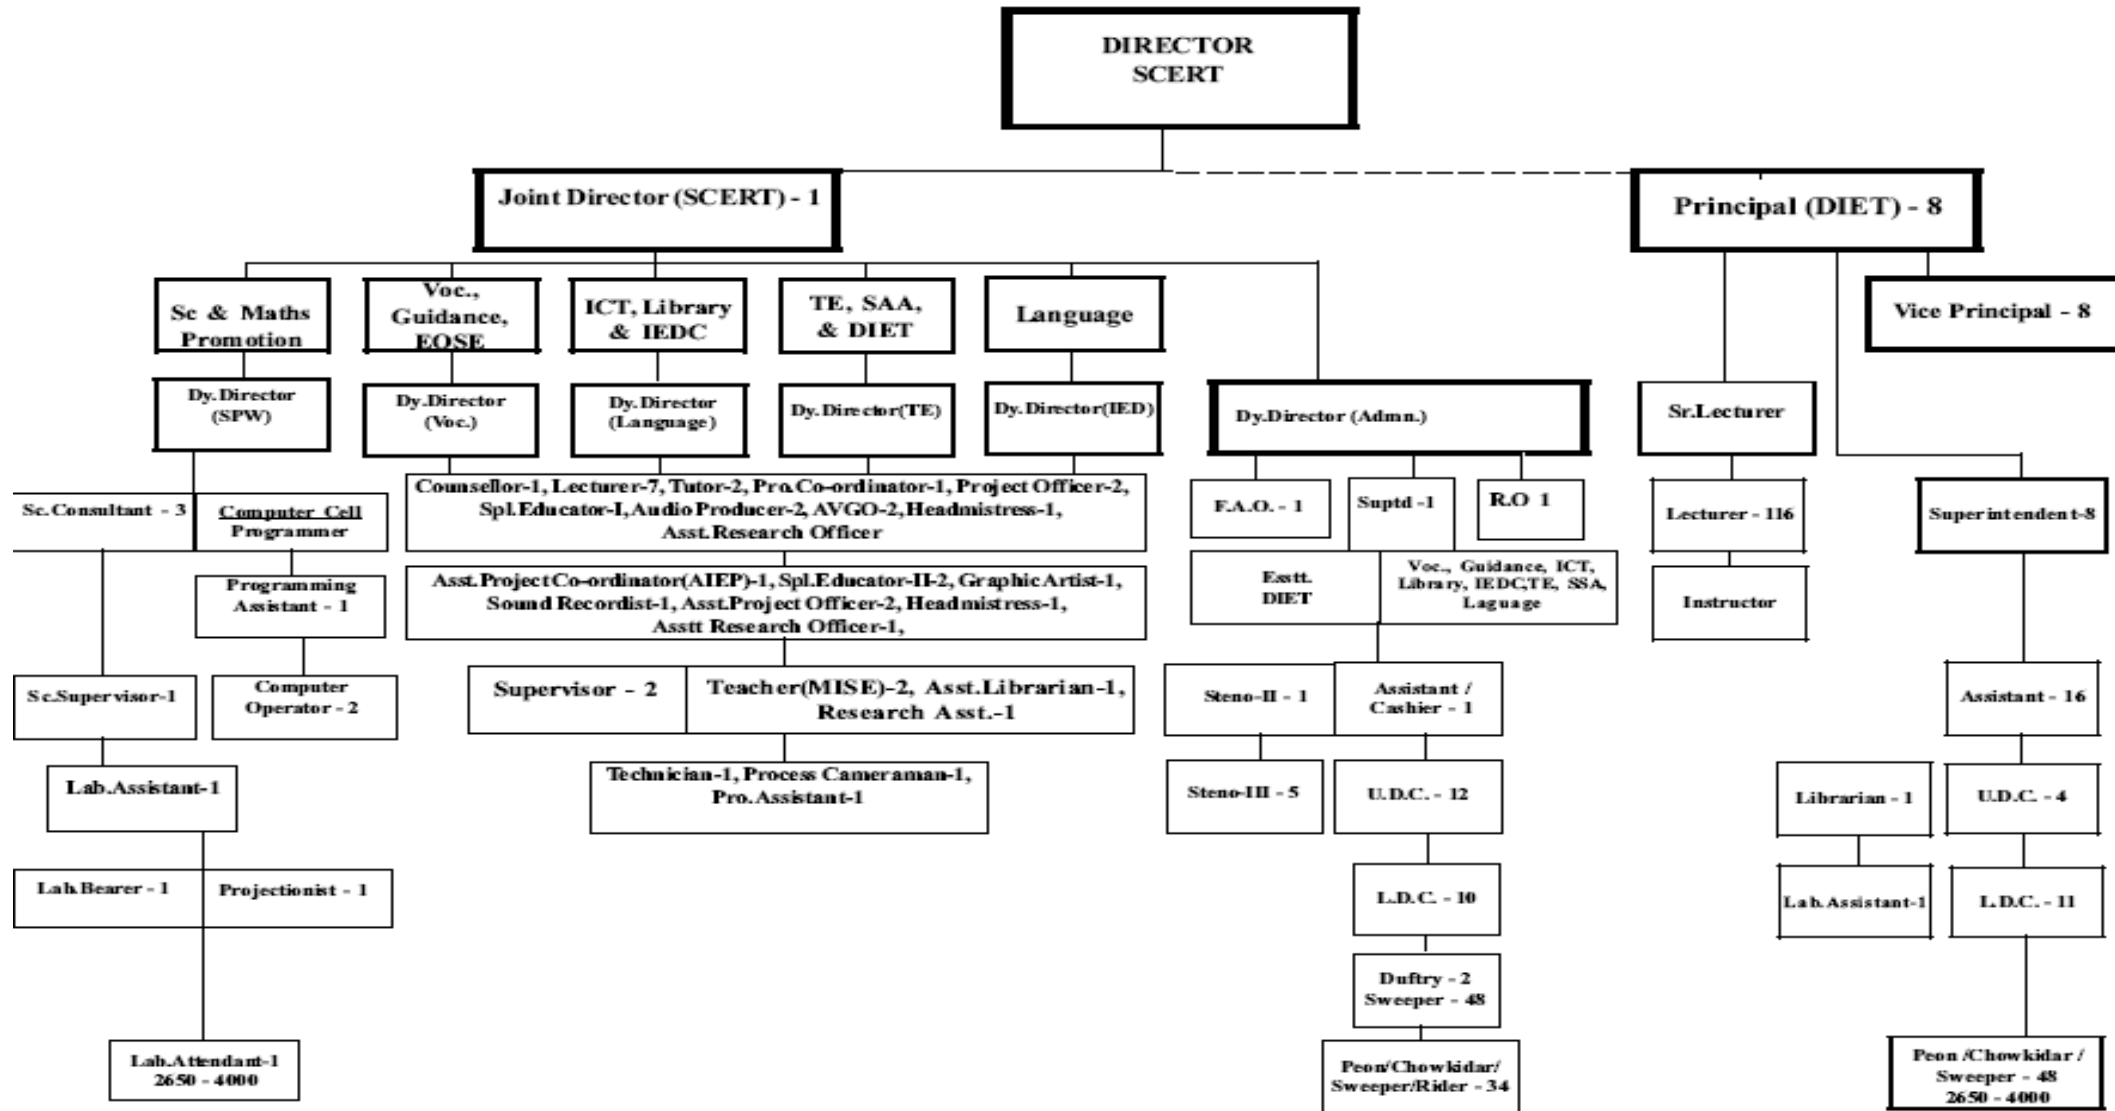 DIRECTOR
SCERT
Joint Director (SCERT) - 1
Principal (DIET) - 8
Sc & Maths
Promotion
Voc.,
Guidance,
EOSE
ICT, Library
& IEDC
TE, SAA,
& DIET
Language
Vice Principal - 8
Dy.Director
(SPW)
Dy.Director
(Voc.)
Dy.Director
(Language)
Dy.Director(TE)
Dy.Director(IED)
Dy.Director (Admn.)
Sr.Lecturer
Sc.Consultant - 3
Computer Cell
Programmer
Counsellor-1, Lecturer-7, Tutor-2, Pro.Co-ordinator-1, Project Officer-2,
Spl.Educator-I,Audio Producer-2, AVGO-2,Headmistress-1,
Asst.Research Officer
F.A.O. - 1
Suptd -1
R.O 1
Lecturer - 116
Superintendent-8
Programming
Assistant - 1
Asst.Project Co-ordinator(AIEP)-1, Spl.Educator-II-2, Graphic Artist-1,
Sound Recordist-1, Asst.Project Officer-2, Headmistress-1,
Asstt Research Officer-1,
Esstt.
DIET
Voc., Guidance, ICT,
Library, IEDC,TE, SSA,
Laguage
Instructor
Sc.Supervisor-1
Computer
Operator - 2
Supervisor - 2
Teacher(MISE)-2, Asst.Librarian-1,
Research Asst.-1
Steno-II - 1
Assistant /
Cashier - 1
Assistant - 16
Lab.Assistant-1
Technician-1, Process Cameraman-1,
Pro.Assistant-1
Steno-III - 5
U.D.C. - 12
Librarian - 1
U.D.C. - 4
Lab.Bearer - 1
Projectionist - 1
L.D.C. - 10
Lab.Assistant-1
L.D.C. - 11
Duftry - 2
Sweeper - 48
Lab.Attendant-1
2650 - 4000
Peon/Chowkidar/
Sweeper/Rider - 34
Peon /Chowkidar /
Sweeper - 48
2650 - 4000